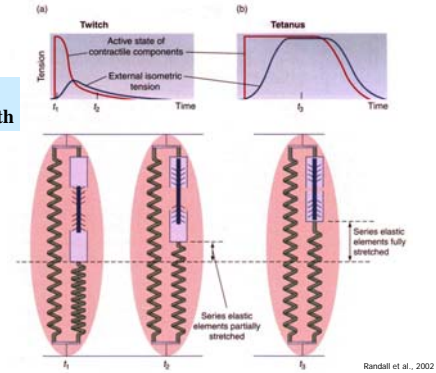 (a)
Twitch
(b)
Tetanus
Active state of
contractile components
Tension
External isometric
tension
t1
t2
Time
t3
Time
th
Series elastic
elements partially
stretched
Series elastic
elements fully
stretched
t1
t2
t3
Randall et al., 2002